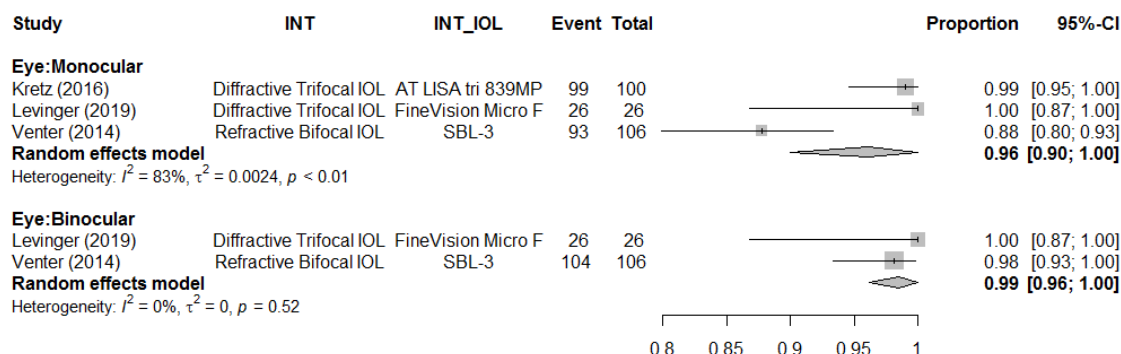 Study INT INT_IOL Event Total Proportion 95%-CI
Eye:Monocular
Kretz (2016) Diffractive Trifocal IOL AT LISA tri 839MP 99 100 0.99 [0.95; 1.00]
Levinger (2019) Diffractive Trifocal IOL FineVision Micro F 26 26 1.00 [0.87; 1.00]
Venter (2014) Refractive Bifocal IOL SBL-3 93 106 0.88 [0.80; 0.93]
Random effects model 0.96 [0.90; 1.00]
Heterogeneity: I² = 83%, τ² = 0.0024, p < 0.01
Eye:Binocular
Levinger (2019) Diffractive Trifocal IOL FineVision Micro F 26 26 1.00 [0.87; 1.00]
Venter (2014) Refractive Bifocal IOL SBL-3 104 106 0.98 [0.93; 1.00]
Random effects model 0.99 [0.96; 1.00]
Heterogeneity: I² = 0%, τ² = 0, p = 0.52
0.8 0.85 0.9 0.95 1